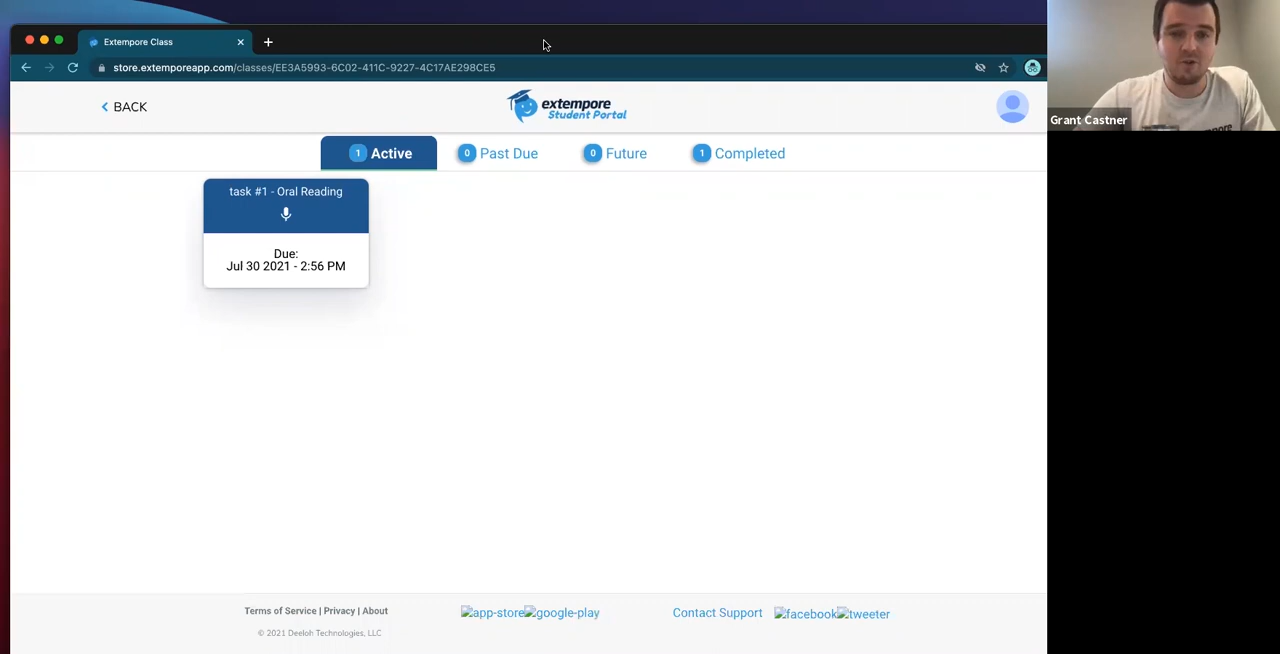 Extempore Class
store.extemporeapp.com/classes/EE3A5993-6C02-411C-9227-4C17AE298CE5
BACK
extempore
Student Portal
Grant Castner
1 Active
0 Past Due
0 Future
1 Completed
task #1 - Oral Reading
Due:
Jul 30 2021 - 2:56 PM
Terms of Service | Privacy | About
app-store google-play
Contact Support
facebook tweeter
© 2021 Deeloh Technologies, LLC